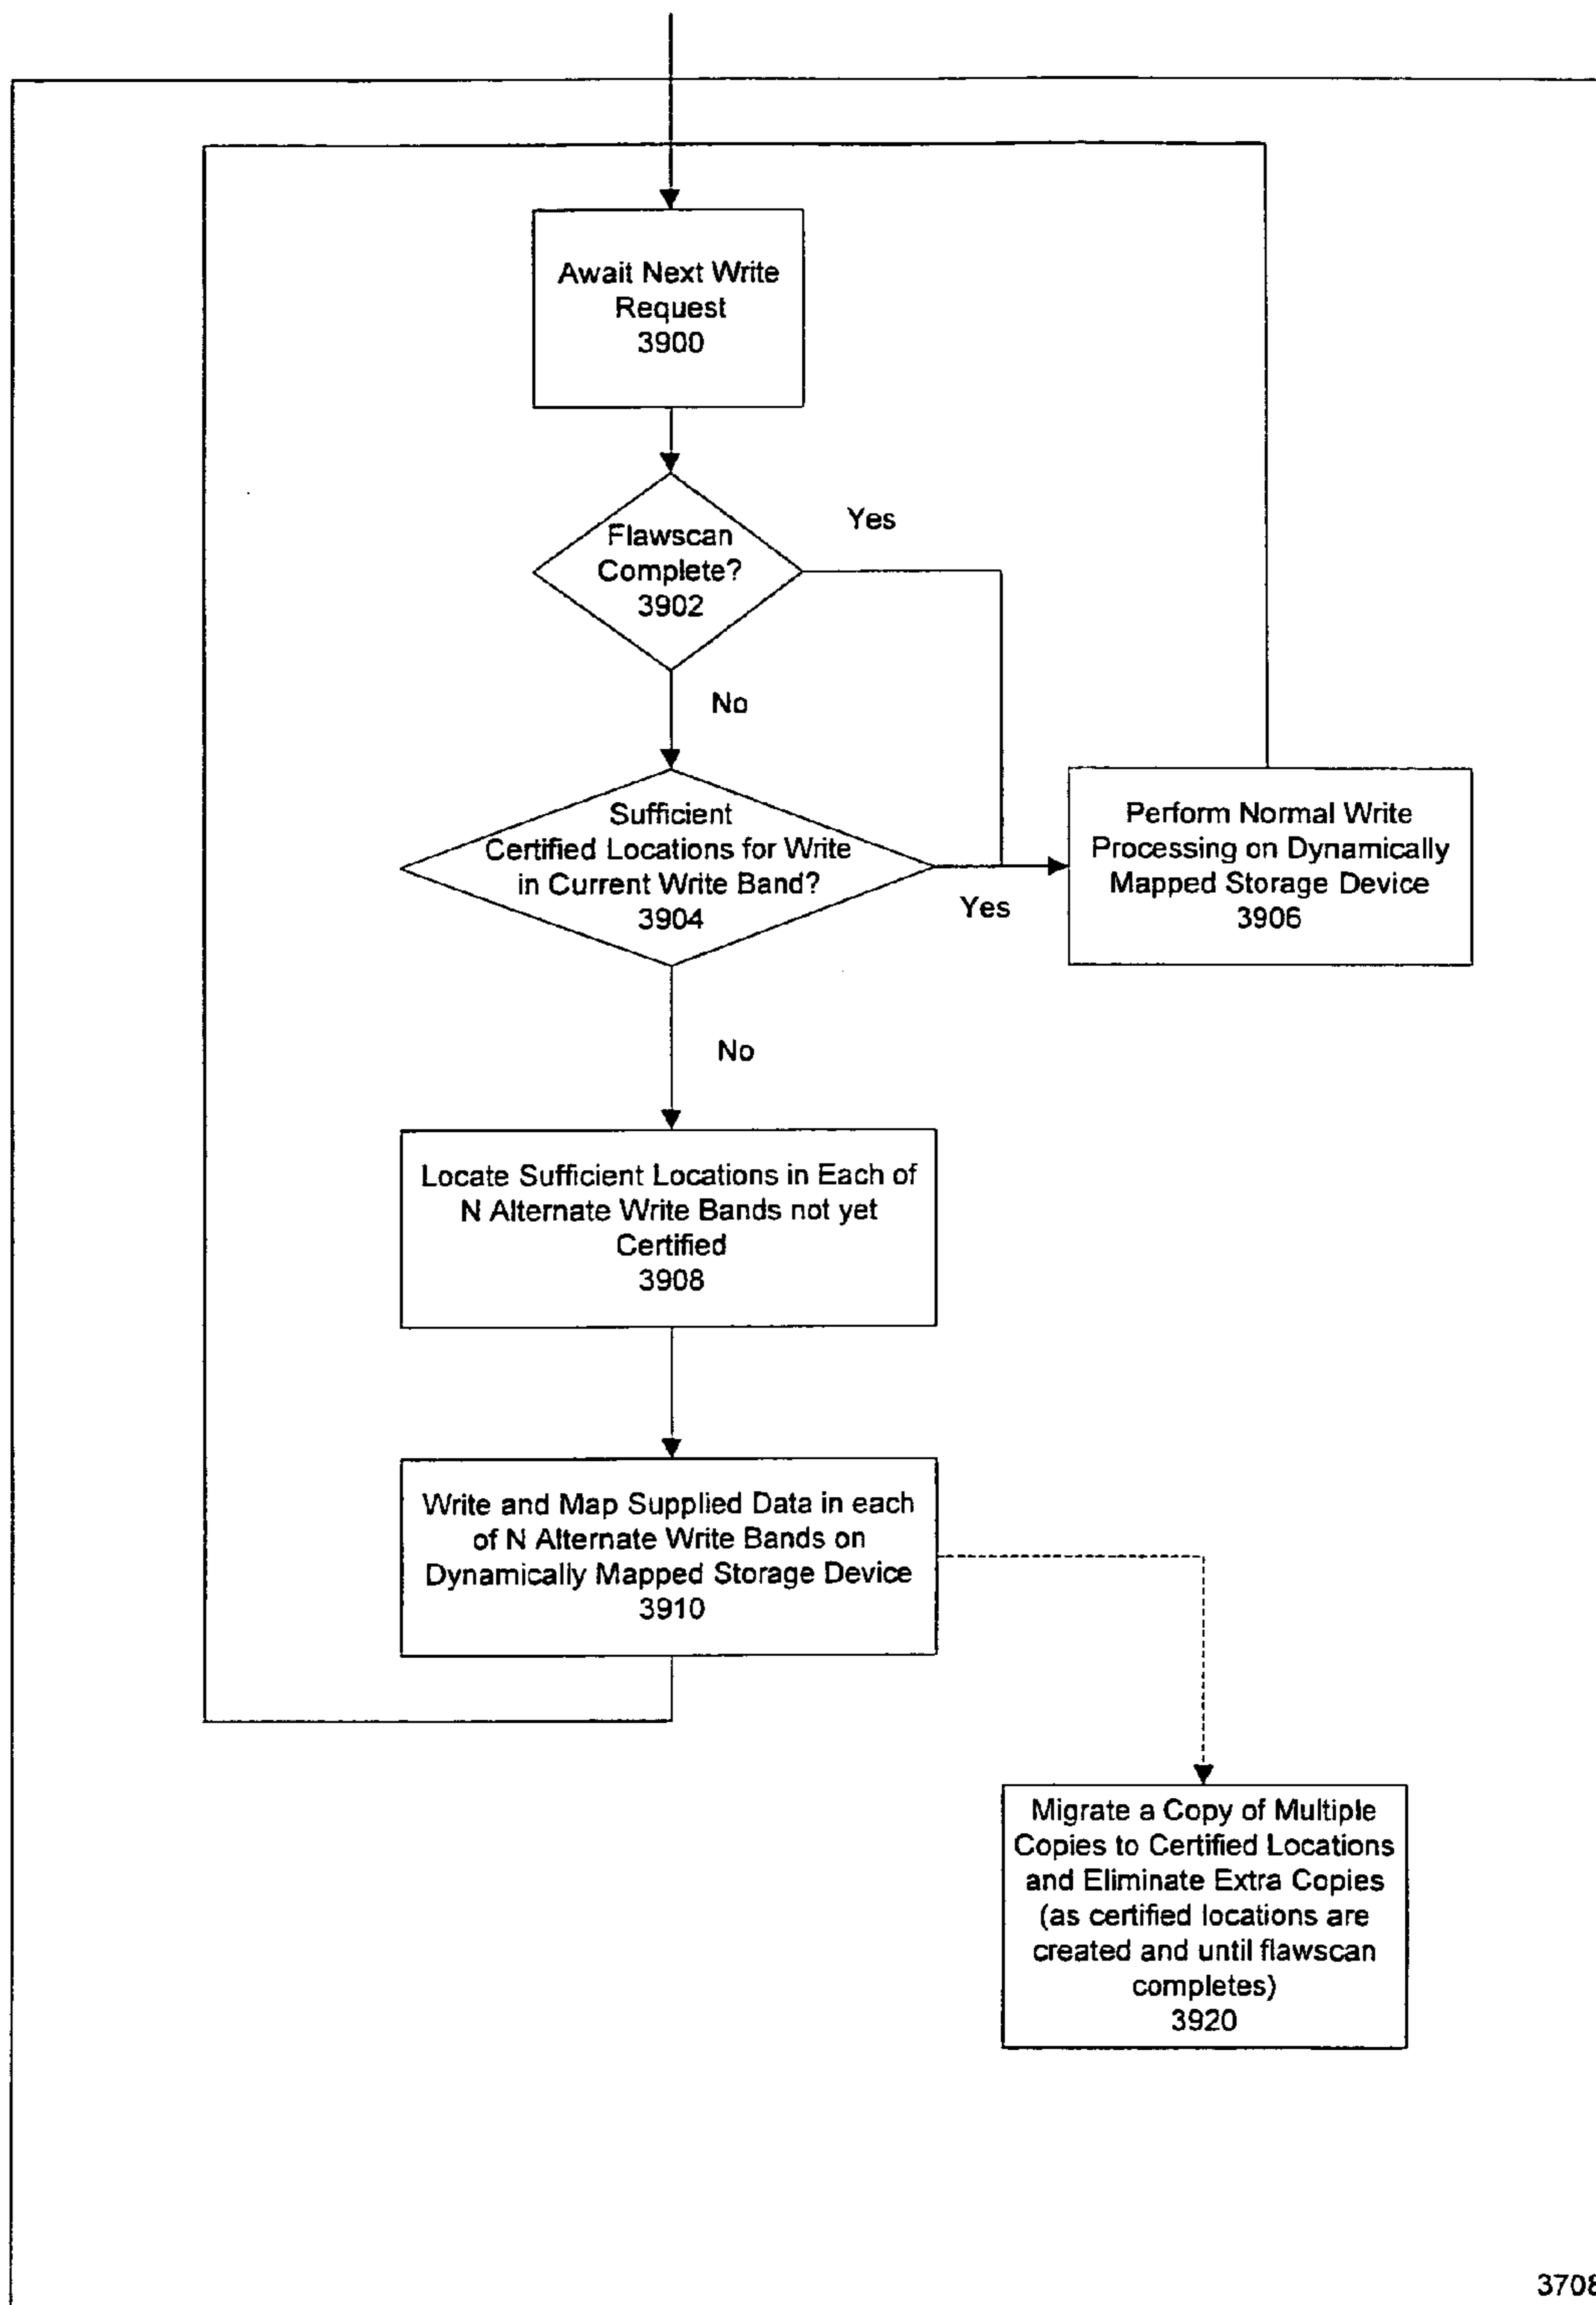 Await Next Write
Request
3900
Flawscan
Complete?
3902
Yes
No
Sufficient
Certified Locations for Write
in Current Write Band?
3904
Yes
Perform Normal Write
Processing on Dynamically
Mapped Storage Device
3906
No
Locate Sufficient Locations in Each of
N Alternate Write Bands not yet
Certified
3908
Write and Map Supplied Data in each
of N Alternate Write Bands on
Dynamically Mapped Storage Device
3910
Migrate a Copy of Multiple
Copies to Certified Locations
and Eliminate Extra Copies
(as certified locations are
created and until flawscan
completes)
3920
3708